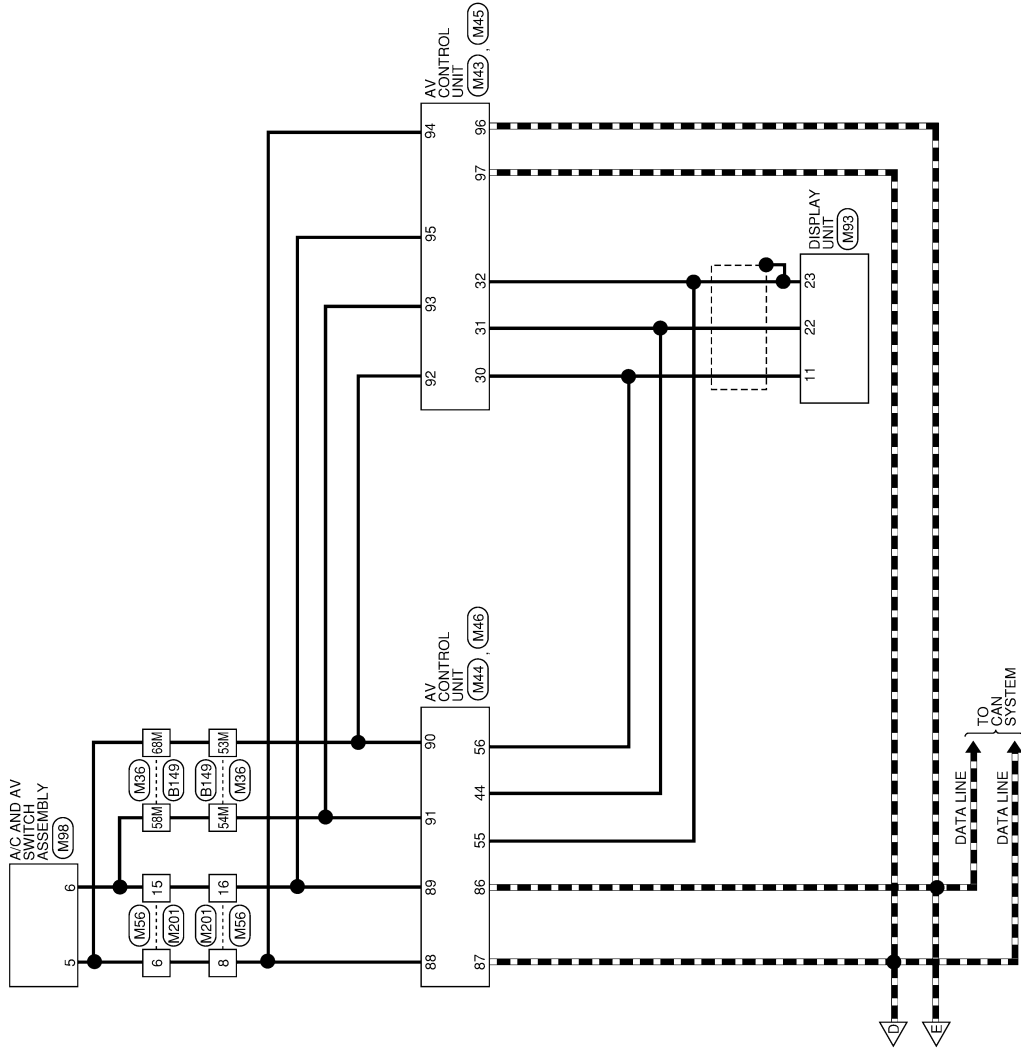 A/C AND AV
SWITCH
ASSEMBLY
M98
5
6
6
15
58M
68M
M56
M201
M36
B149
8
16
54M
53M
M201
M56
B149
M36
AV
CONTROL
UNIT
M44 , M46
88
89
91
90
87
86
55
44
56
AV
CONTROL
UNIT
M43 , M45
92
93
95
94
30
31
32
97
96
DISPLAY
UNIT
M93
11
22
23
D
E
DATA LINE
DATA LINE
TO
CAN
SYSTEM